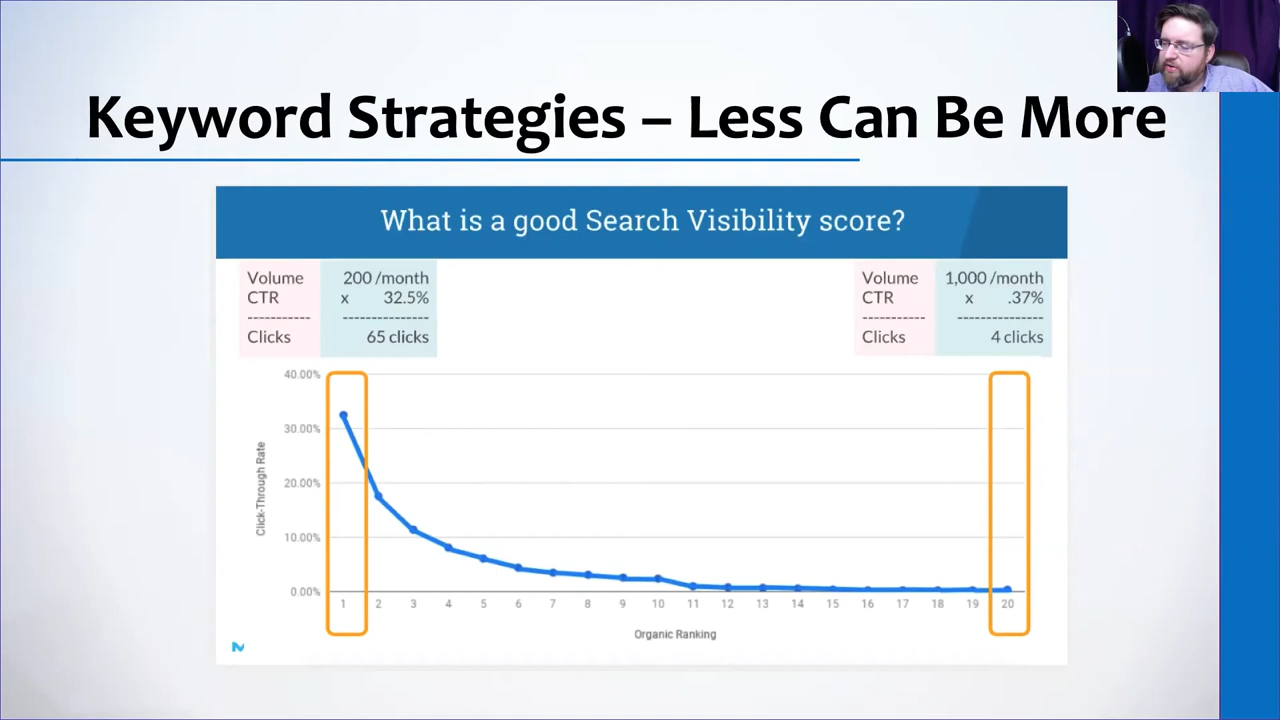 Keyword Strategies – Less Can Be More
What is a good Search Visibility score?
Volume 200 /month
CTR x 32.5%
----------- ---------------
Clicks 65 clicks
Volume 1,000 /month
CTR x .37%
----------- ---------------
Clicks 4 clicks
40.00%
30.00%
20.00%
10.00%
0.00%
Click-Through Rate
1 2 3 4 5 6 7 8 9 10 11 12 13 14 15 16 17 18 19 20
Organic Ranking